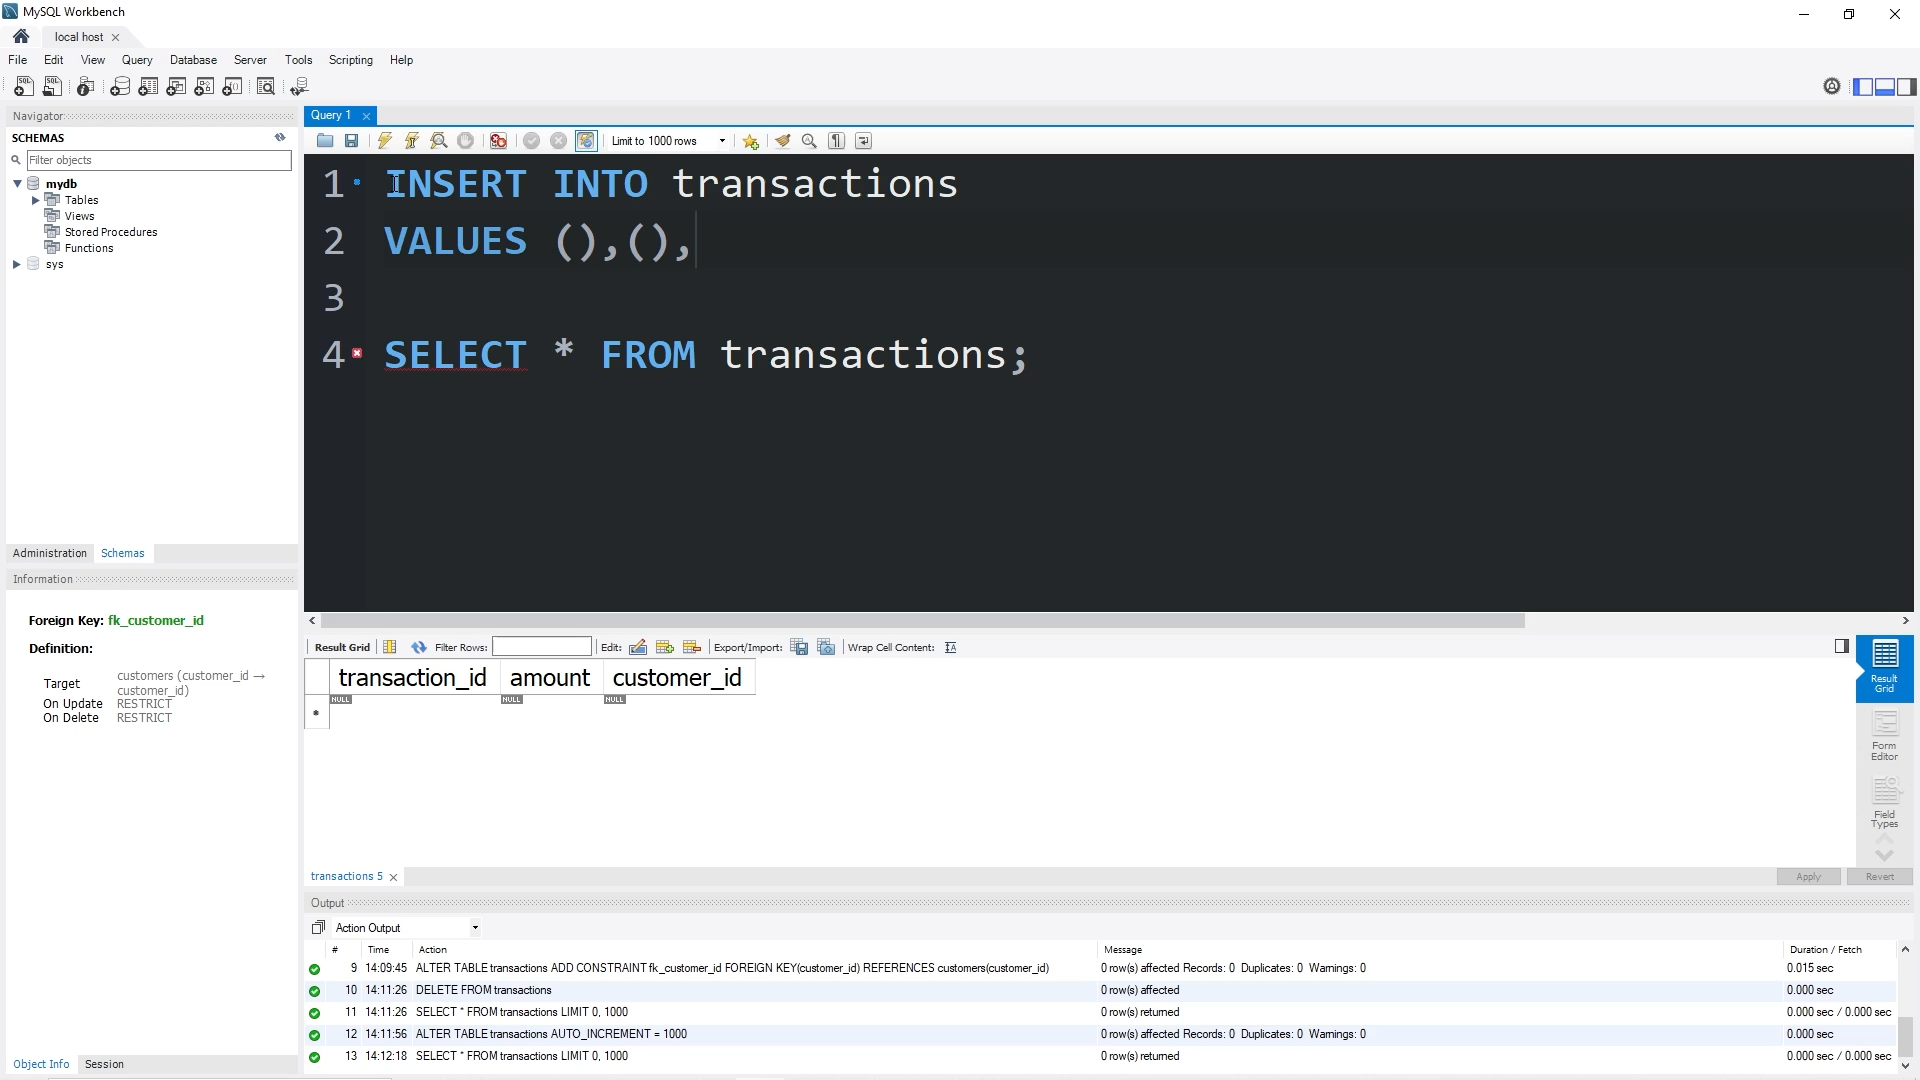 MySQL Workbench
local host
File Edit View Query Database Server Tools Scripting Help
Navigator
SCHEMAS
Filter objects
mydb
Tables
Views
Stored Procedures
Functions
sys
Administration Schemas
Information
Foreign Key: fk_customer_id
Definition:
Target customers (customer_id →
customer_id)
On Update RESTRICT
On Delete RESTRICT
Object Info Session
Query 1
Limit to 1000 rows
1 INSERT INTO transactions
2 VALUES (),(),
3
4 SELECT * FROM transactions;
Result Grid Filter Rows: Edit: Export/Import: Wrap Cell Content:
transaction_id amount customer_id
* NULL NULL NULL
Result
Grid
Form
Editor
Field
Types
transactions 5 Apply Revert
Output
Action Output
# Time Action Message Duration / Fetch
9 14:09:45 ALTER TABLE transactions ADD CONSTRAINT fk_customer_id FOREIGN KEY(customer_id) REFERENCES customers(customer_id) 0 row(s) affected Records: 0 Duplicates: 0 Warnings: 0 0.015 sec
10 14:11:26 DELETE FROM transactions 0 row(s) affected 0.000 sec
11 14:11:26 SELECT * FROM transactions LIMIT 0, 1000 0 row(s) returned 0.000 sec / 0.000 sec
12 14:11:56 ALTER TABLE transactions AUTO_INCREMENT = 1000 0 row(s) affected Records: 0 Duplicates: 0 Warnings: 0 0.000 sec
13 14:12:18 SELECT * FROM transactions LIMIT 0, 1000 0 row(s) returned 0.000 sec / 0.000 sec